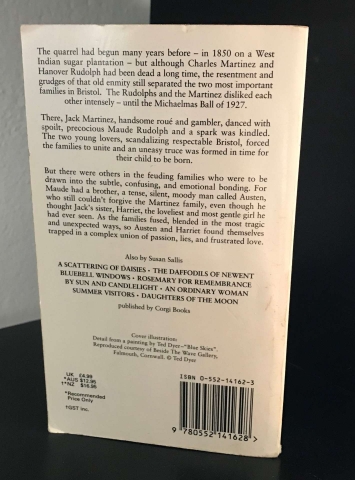 The quarrel had begun many years before – in 1850 on a West
Indian sugar plantation – but although Charles Martinez and
Hanover Rudolph had been dead a long time, the resentment and
grudges of that old enmity still separated the two most important
families in Bristol. The Rudolphs and the Martinez disliked each
other intensely – until the Michaelmas Ball of 1927.
There, Jack Martinez, handsome roué and gambler, danced with
spoilt, precocious Maude Rudolph and a spark was kindled.
The two young lovers, scandalizing respectable Bristol, forced
the families to unite and an uneasy truce was formed in time for
their child to be born.
But there were others in the feuding families who were to be
drawn into the subtle, confusing, and emotional bonding. For
Maude had a brother, a tense, silent, moody man called Austen,
who still couldn't forgive the Martinez family, even though he
thought Jack's sister, Harriet, the loveliest and most gentle girl he
had ever seen. As the families fused, blended in the most tragic
and unexpected ways, so Austen and Harriet found themselves
trapped in a complex union of passion, lies, and frustrated love.
Also by Susan Sallis
A SCATTERING OF DAISIES · THE DAFFODILS OF NEWENT
BLUEBELL WINDOWS · ROSEMARY FOR REMEMBRANCE
BY SUN AND CANDLELIGHT · AN ORDINARY WOMAN
SUMMER VISITORS · DAUGHTERS OF THE MOON
published by Corgi Books
Cover illustration:
Detail from a painting by Ted Dyer–"Blue Skies".
Reproduced courtesy of Beside The Wave Gallery,
Falmouth, Cornwall. © Ted Dyer
UK £4.99
*AUS $12.95
*NZ $16.95
*Recommended
Price Only
†GST inc.
ISBN 0-552-14162-3
9 780552 141628 >